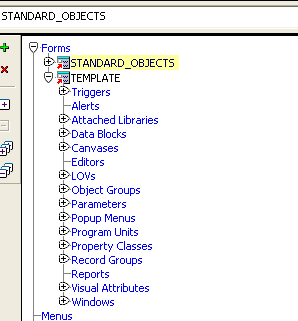 STANDARD_OBJECTS
Forms
STANDARD_OBJECTS
TEMPLATE
Triggers
Alerts
Attached Libraries
Data Blocks
Canvases
Editors
LOVs
Object Groups
Parameters
Popup Menus
Program Units
Property Classes
Record Groups
Reports
Visual Attributes
Windows
Menus